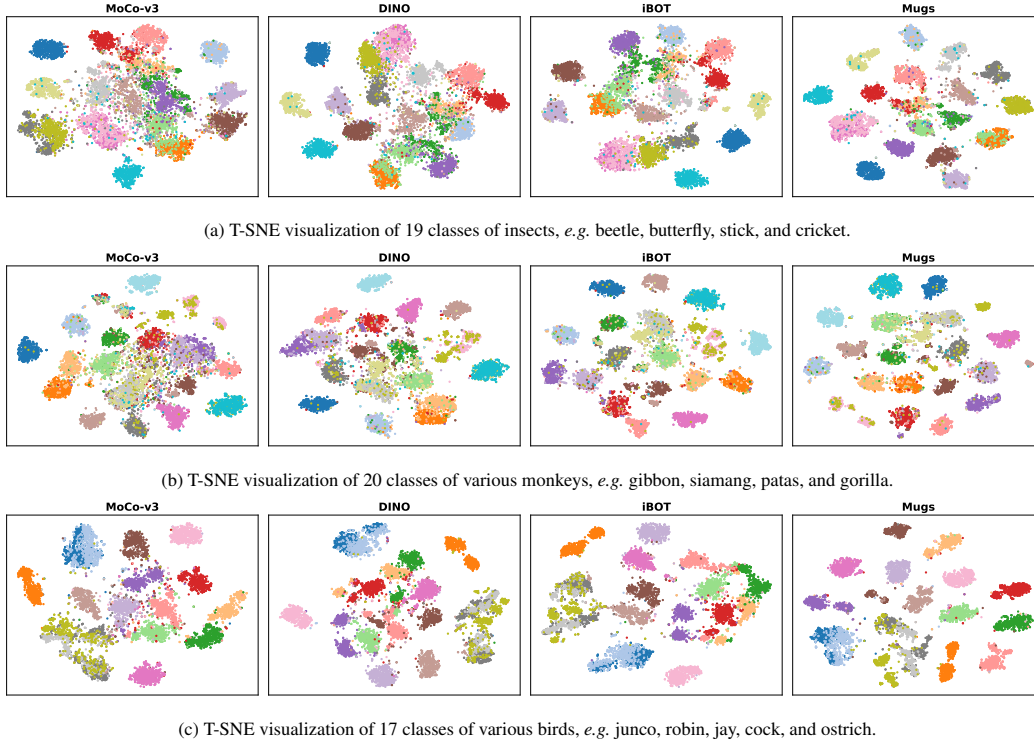 MoCo-v3 DINO iBOT Mugs
(a) T-SNE visualization of 19 classes of insects, e.g. beetle, butterfly, stick, and cricket.
MoCo-v3 DINO iBOT Mugs
(b) T-SNE visualization of 20 classes of various monkeys, e.g. gibbon, siamang, patas, and gorilla.
MoCo-v3 DINO iBOT Mugs
(c) T-SNE visualization of 17 classes of various birds, e.g. junco, robin, jay, cock, and ostrich.